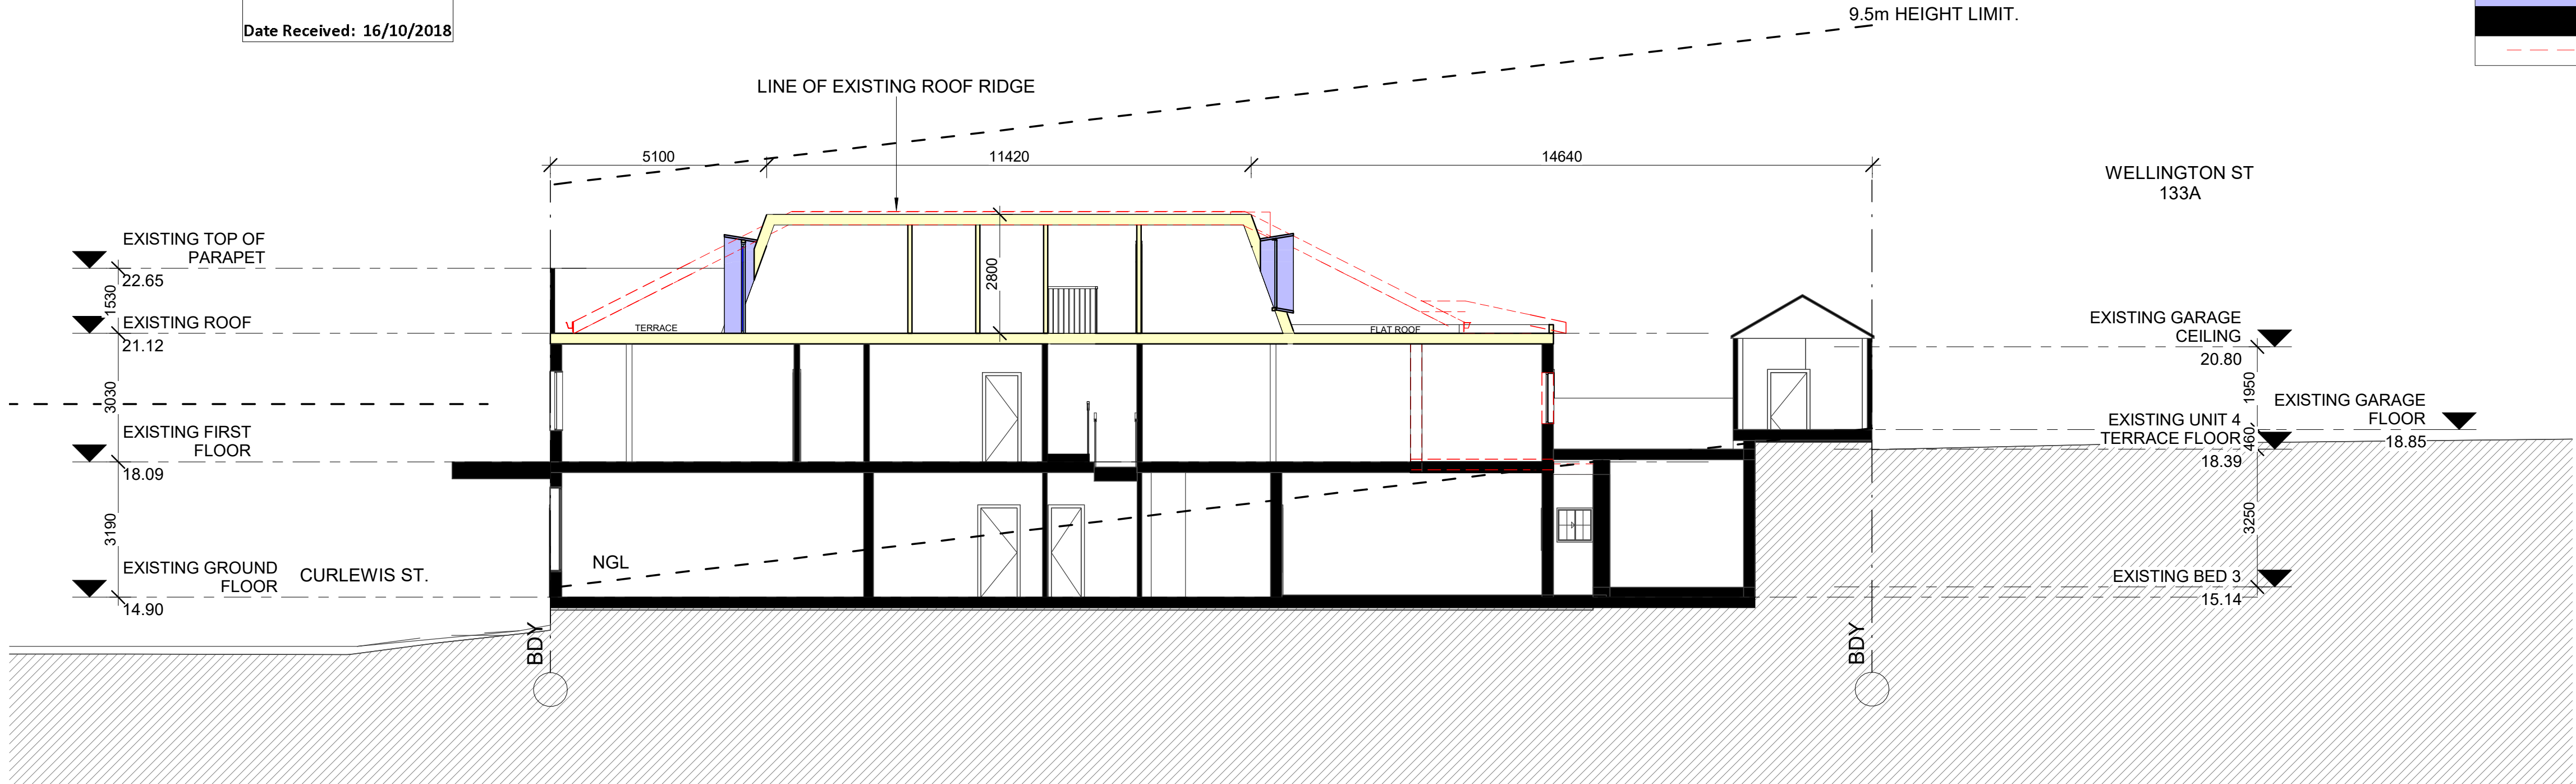 Date Received: 16/10/2018
9.5m HEIGHT LIMIT.
LINE OF EXISTING ROOF RIDGE
5100
11420
14640
WELLINGTON ST
133A
EXISTING TOP OF
PARAPET
22.65
1530
EXISTING ROOF
21.12
3030
EXISTING FIRST
FLOOR
18.09
3190
EXISTING GROUND
FLOOR
14.90
CURLEWIS ST.
NGL
BDY
TERRACE
2800
FLAT ROOF
EXISTING GARAGE
CEILING
20.80
1950
EXISTING GARAGE
FLOOR
18.85
EXISTING UNIT 4
TERRACE FLOOR
460
18.39
3250
EXISTING BED 3
15.14
BDY